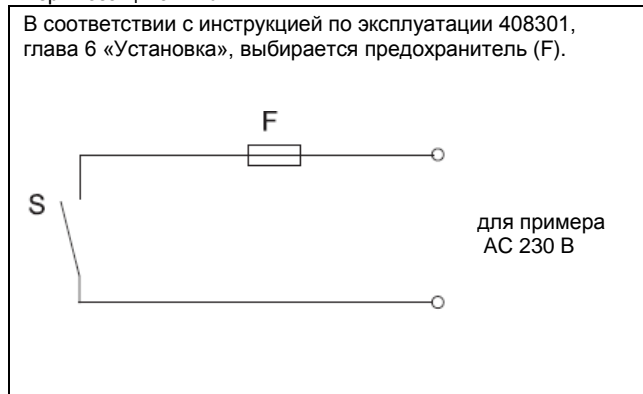 В соответствии с инструкцией по эксплуатации 408301,
глава 6 «Установка», выбирается предохранитель (F).
F
S
для примера
AC 230 В